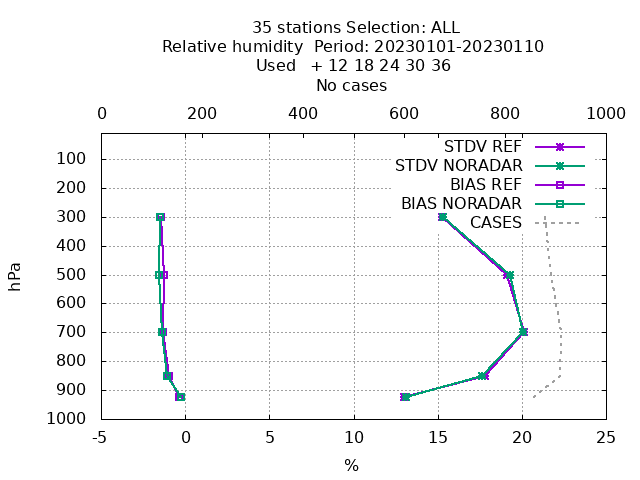 35 stations Selection: ALL
Relative humidity  Period: 20230101-20230110
Used   + 12 18 24 30 36
No cases
0 200 400 600 800 1000
STDV REF
STDV NORADAR
BIAS REF
BIAS NORADAR
CASES
hPa
100
200
300
400
500
600
700
800
900
1000
-5 0 5 10 15 20 25
%